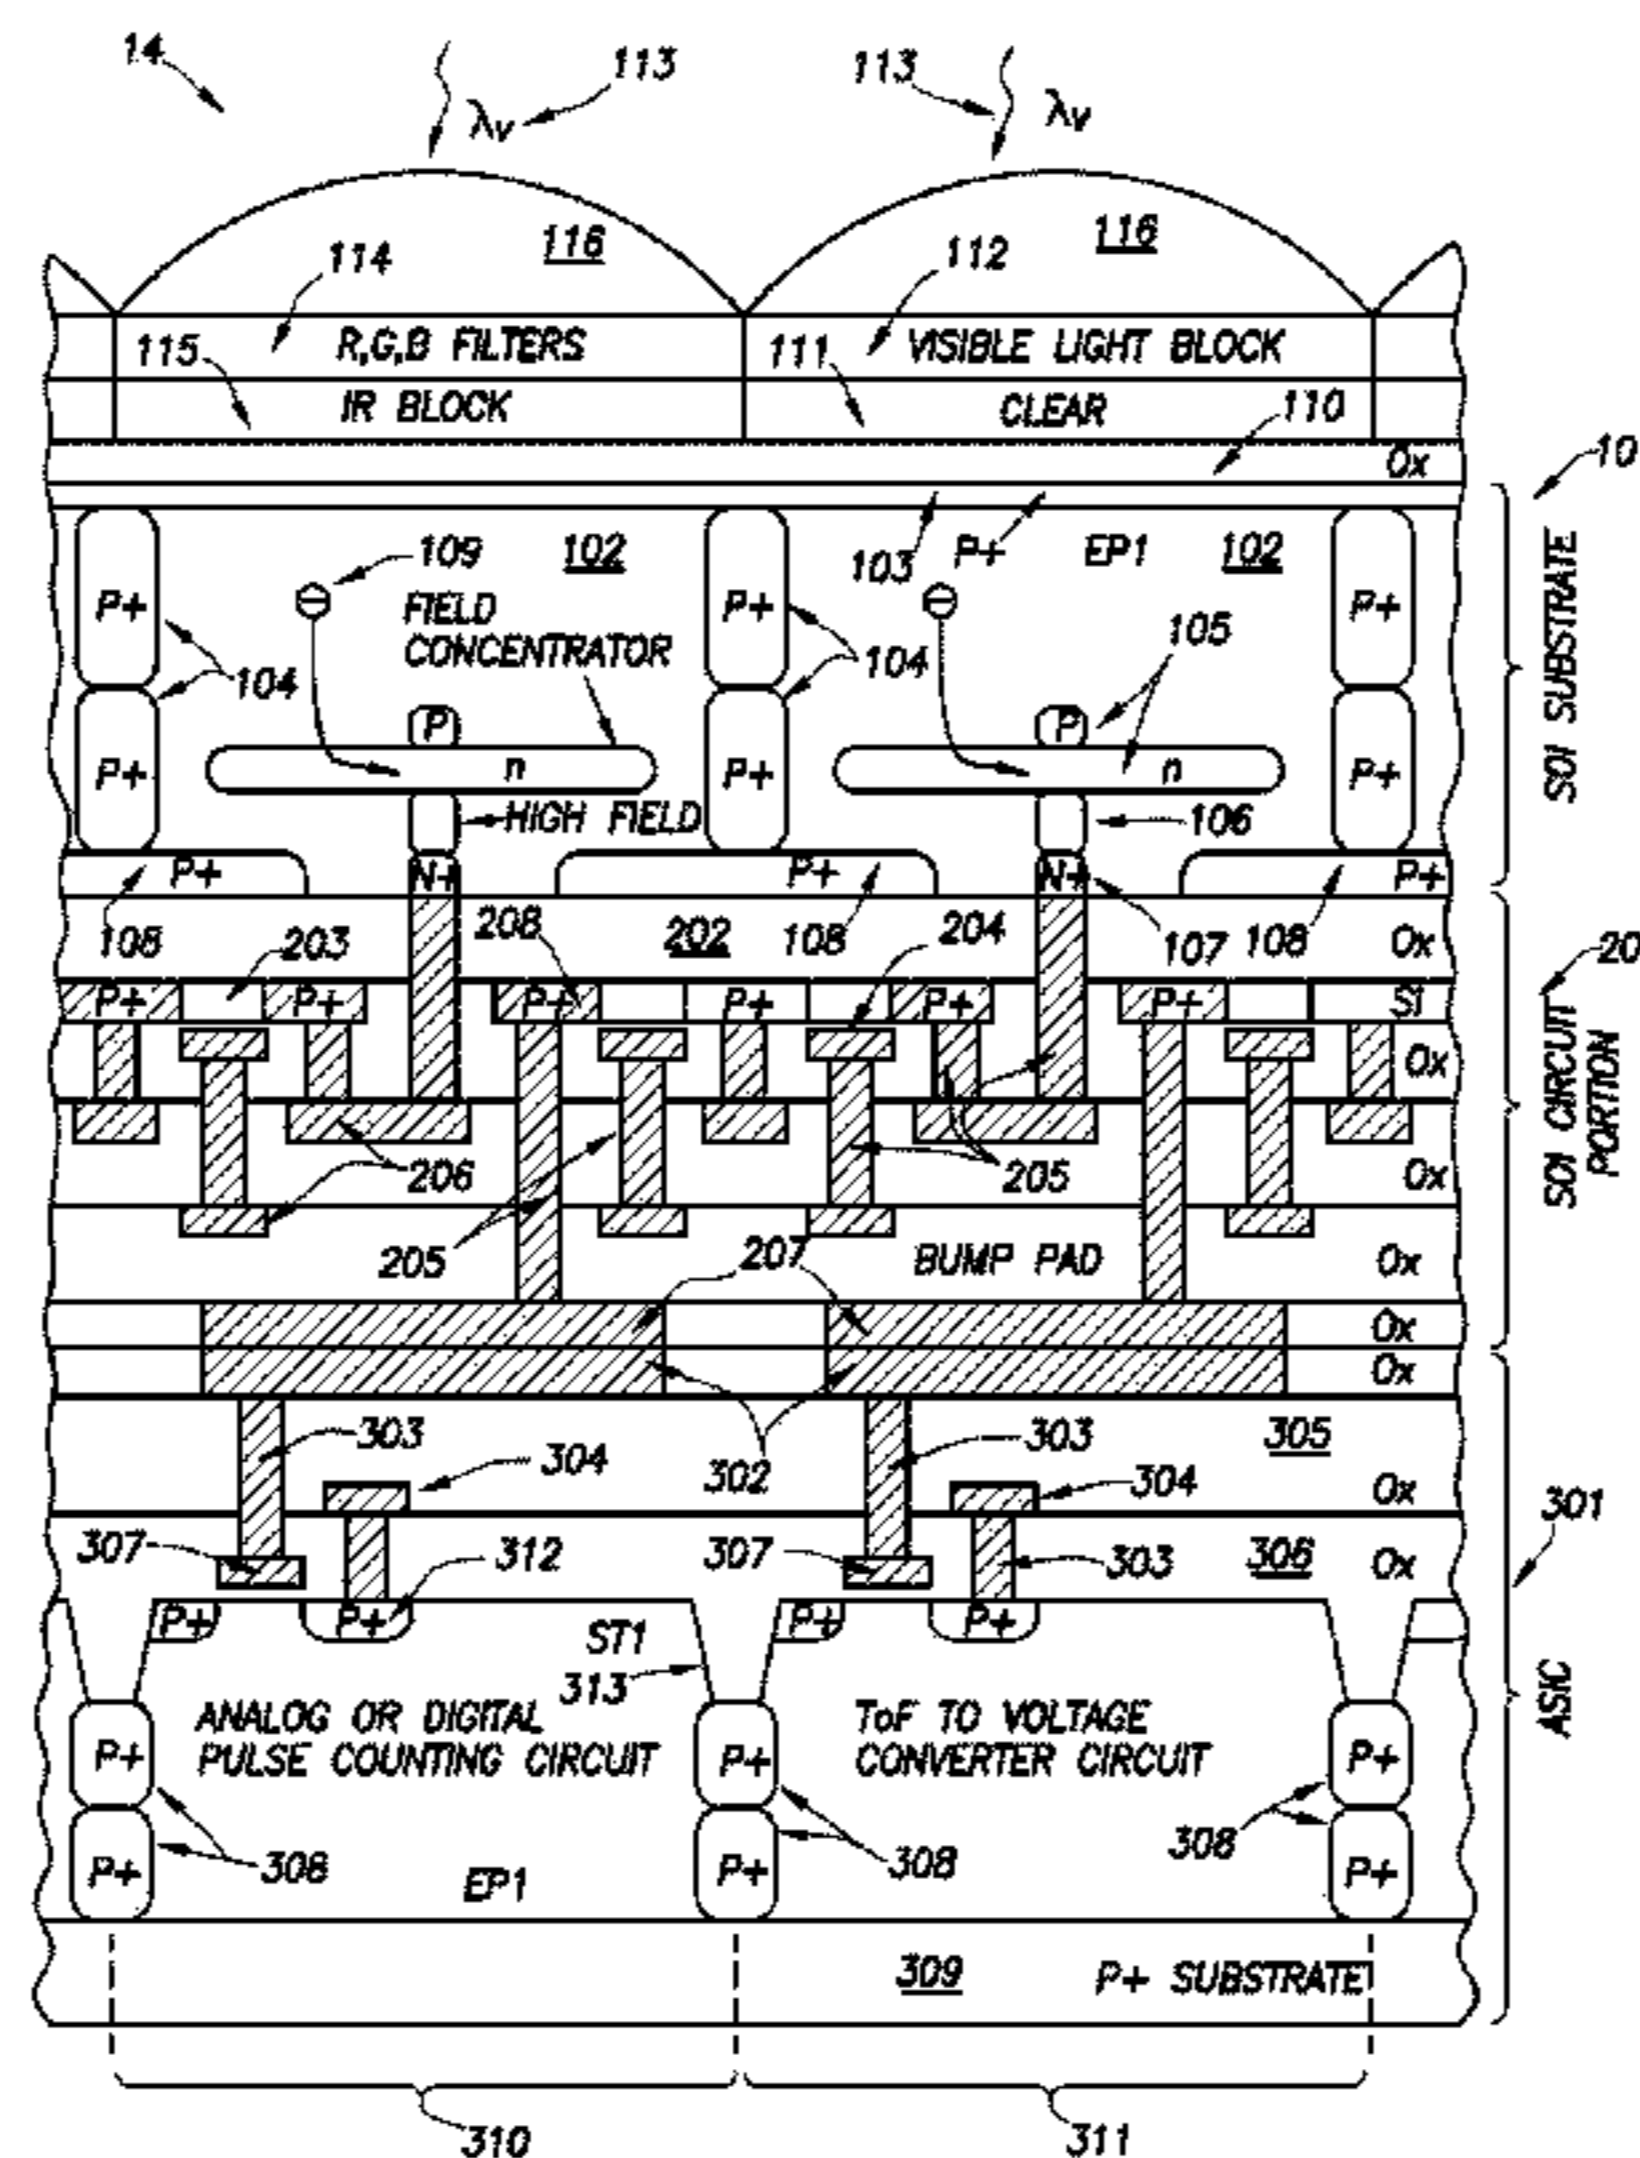 14
113
113
λv
λv
116
116
114
112
115
R,G,B FILTERS
111
VISIBLE LIGHT BLOCK
IR BLOCK
CLEAR
110
Ox
10
P+
109
102
103
P+
EP1
102
P+
P+
SOI SUBSTRATE
FIELD
CONCENTRATOR
104
104
105
P
P
P+
n
P+
n
P+
HIGH FIELD
106
P+
N+
P+
N+
P+
108
203
208
202
108
204
107
108
Ox
20
P+
P+
P+
P+
P+
P+
Si
Ox
SOI CIRCUIT
PORTION
206
205
Ox
205
207
BUMP PAD
Ox
Ox
Ox
303
304
302
303
304
305
Ox
301
307
312
307
303
306
Ox
P+
P+
ST1
P+
P+
313
ASIC
ANALOG OR DIGITAL
PULSE COUNTING CIRCUIT
ToF TO VOLTAGE
CONVERTER CIRCUIT
P+
P+
P+
308
308
308
P+
EP1
P+
P+
309
P+ SUBSTRATE
310
311